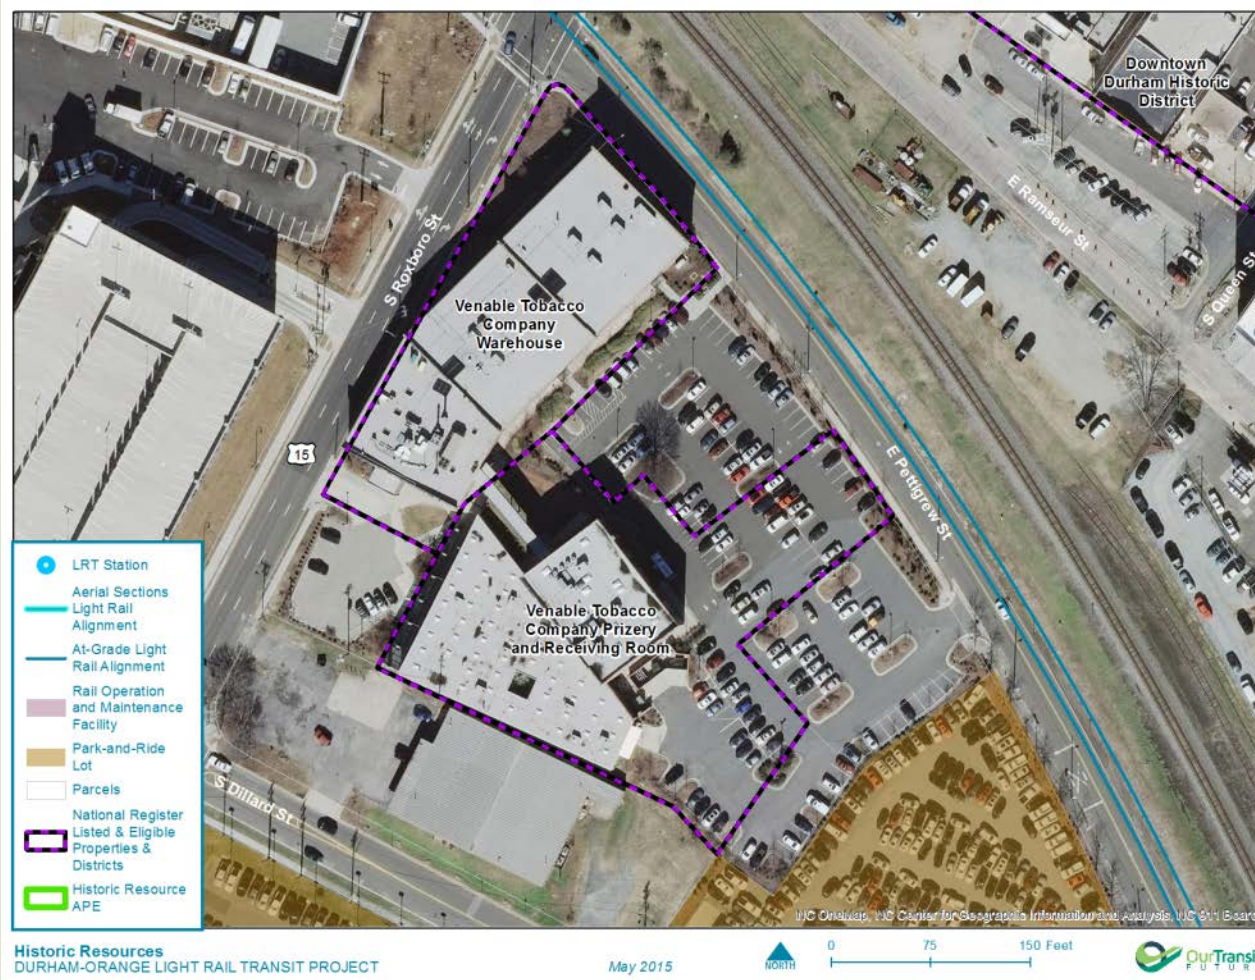 Downtown
Durham Historic
District
E Ramseur St
S Queen St
S Roxboro St
Venable Tobacco
Company
Warehouse
15
E Pettigrew St
Venable Tobacco
Company Prizery
and Receiving Room
S Dillard St
LRT Station
Aerial Sections
Light Rail
Alignment
At-Grade Light
Rail Alignment
Rail Operation
and Maintenance
Facility
Park-and-Ride
Lot
Parcels
National Register
Listed & Eligible
Properties &
Districts
Historic Resource
APE
NC OneMap, NC Center for Geographic Information and Analysis, NC 911 Board
Historic Resources
DURHAM-ORANGE LIGHT RAIL TRANSIT PROJECT
May 2015
NORTH
0 75 150 Feet
OurTransi
FUTUR